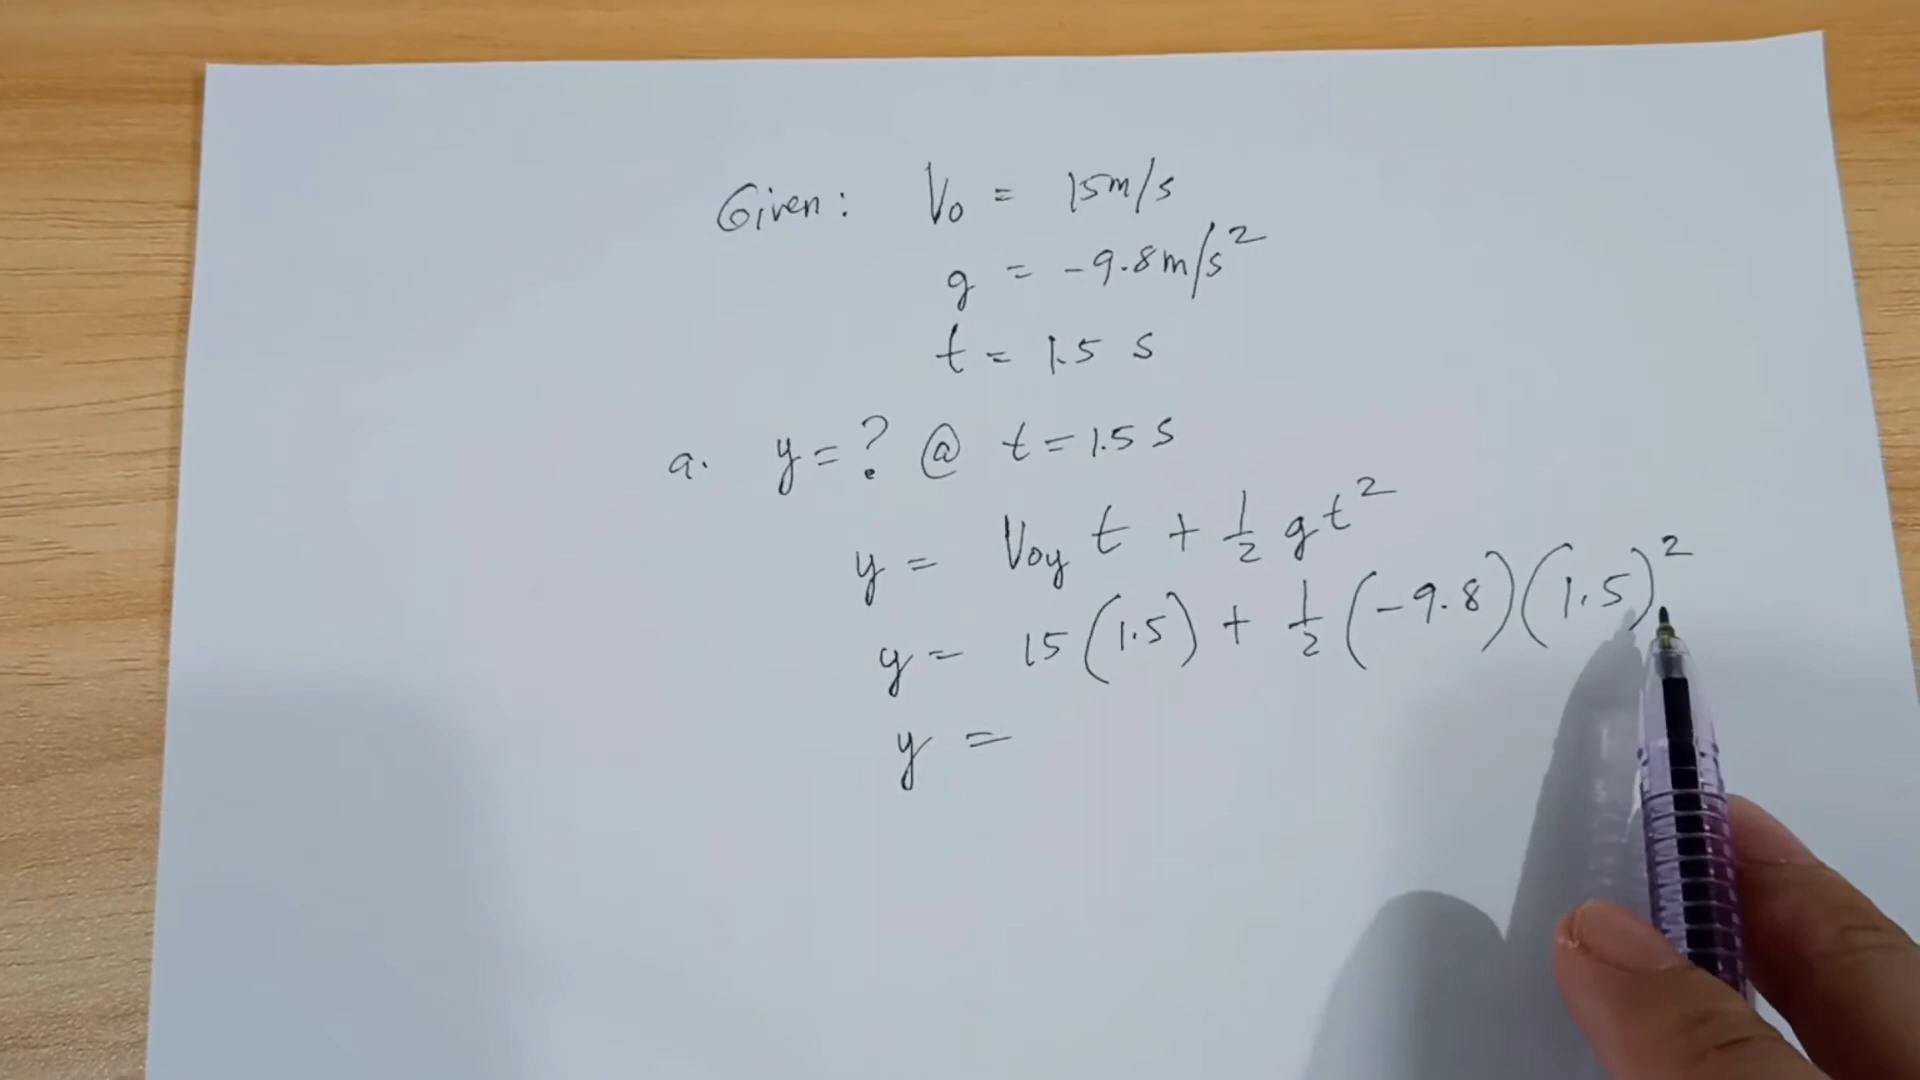 Given: V₀ = 15m/s
g = -9.8m/s²
t = 1.5 s
a. y = ? @ t = 1.5 s
y = V₀y t + ½ g t²
y = 15 (1.5) + ½ (-9.8) (1.5)²
y =